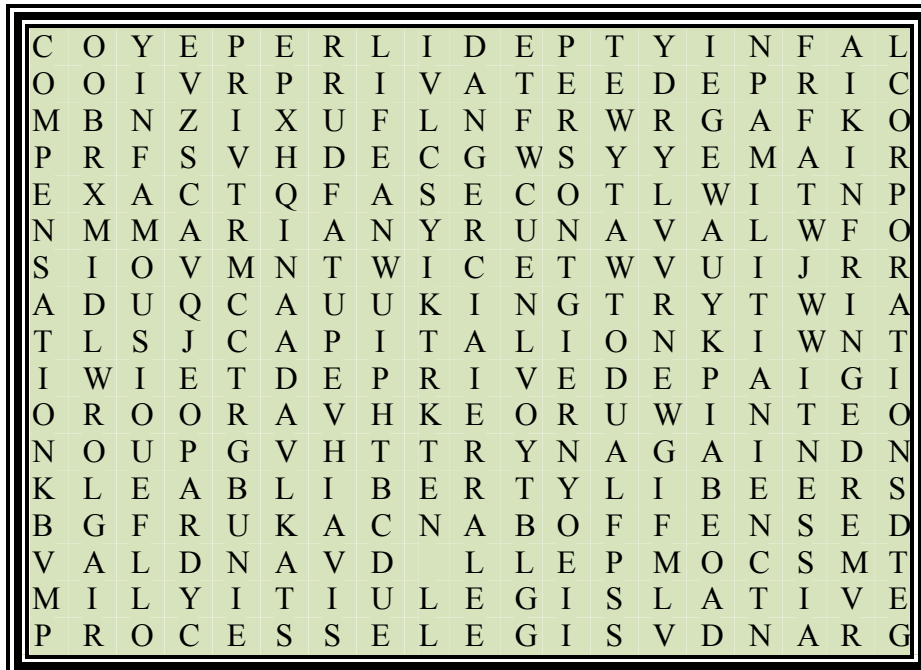 C O Y E P E R L I D E P T Y I N F A L
O O I V R P R I V A T E E D E P R I C
M B N Z I X U F L N F R W R G A F K O
P R F S V H D E C G W S Y Y E M A I R
E X A C T Q F A S E C O T L W I T N P
N M M A R I A N Y R U N A V A L W F O
S I O V M N T W I C E T W V U I J R R
A D U Q C A U U K I N G T R Y T W I A
T L S J C A P I T A L I O N K I W N T
I W I E T D E P R I V E D E P A I G I
O R O O R A V H K E O R U W I N T E O
N O U P G V H T T R Y N A G A I N D N
K L E A B L I B E R T Y L I B E E R S
B G F R U K A C N A B O F F E N S E D
V A L D N A V D L L E P M O C S M T
M I L Y I T I U L E G I S L A T I V E
P R O C E S S E L E G I S V D N A R G